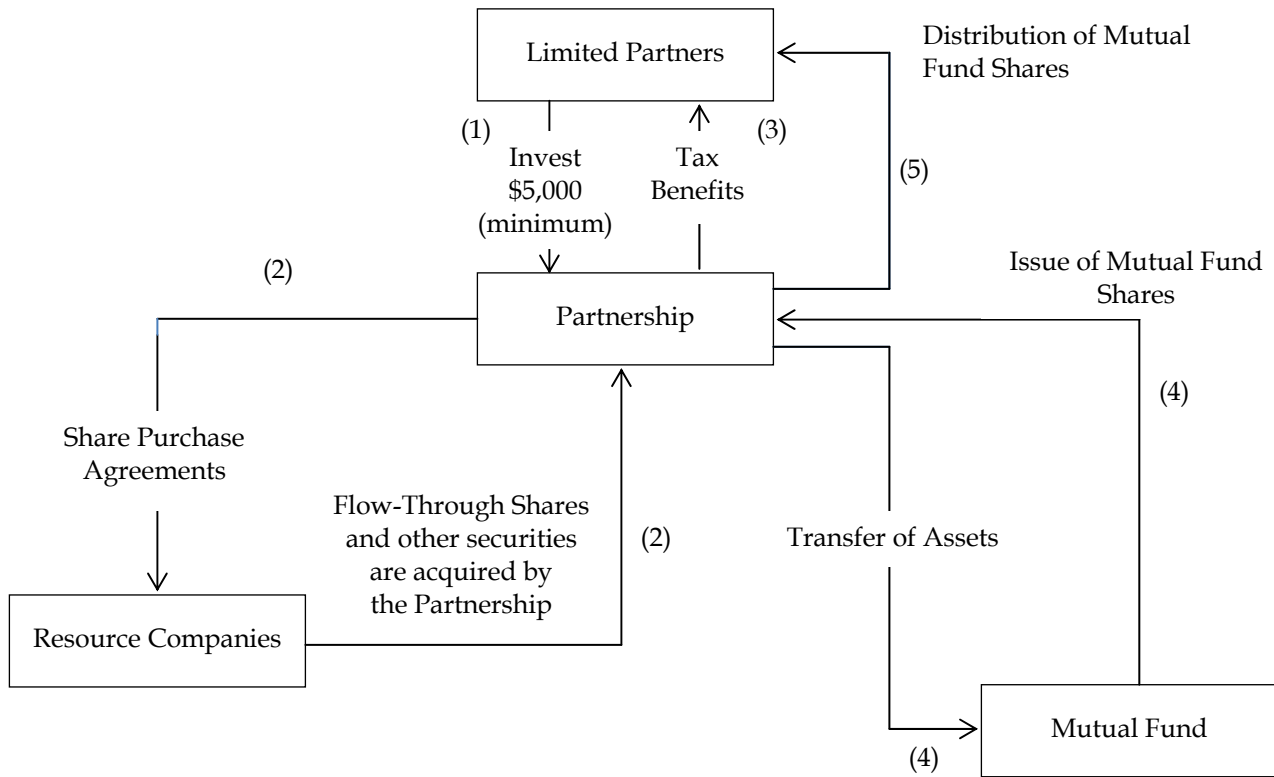 Limited Partners
Distribution of Mutual
Fund Shares
(1)
(3)
Invest
$5,000
(minimum)
Tax
Benefits
(5)
(2)
Issue of Mutual Fund
Shares
Partnership
(4)
Share Purchase
Agreements
Flow-Through Shares
and other securities
are acquired by
the Partnership
(2)
Transfer of Assets
Resource Companies
Mutual Fund
(4)